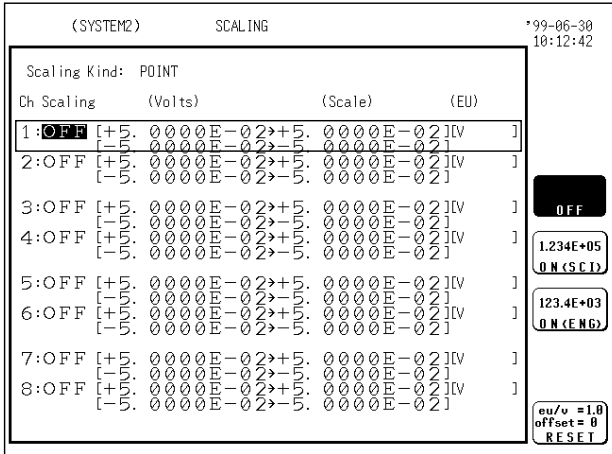 (SYSTEM2) SCALING '99-06-30
10:12:42
Scaling Kind: POINT
Ch Scaling (Volts) (Scale) (EU)
1:OFF [+5. 0000E-02→+5. 0000E-02][V ]
[-5. 0000E-02→-5. 0000E-02]
2:OFF [+5. 0000E-02→+5. 0000E-02][V ]
[-5. 0000E-02→-5. 0000E-02]
3:OFF [+5. 0000E-02→+5. 0000E-02][V ]
[-5. 0000E-02→-5. 0000E-02]
4:OFF [+5. 0000E-02→+5. 0000E-02][V ]
[-5. 0000E-02→-5. 0000E-02]
5:OFF [+5. 0000E-02→+5. 0000E-02][V ]
[-5. 0000E-02→-5. 0000E-02]
6:OFF [+5. 0000E-02→+5. 0000E-02][V ]
[-5. 0000E-02→-5. 0000E-02]
7:OFF [+5. 0000E-02→+5. 0000E-02][V ]
[-5. 0000E-02→-5. 0000E-02]
8:OFF [+5. 0000E-02→+5. 0000E-02][V ]
[-5. 0000E-02→-5. 0000E-02]
OFF
1.234E+05
ON(SCI)
123.4E+03
ON(ENG)
eu/v =1.0
offset= 0
RESET